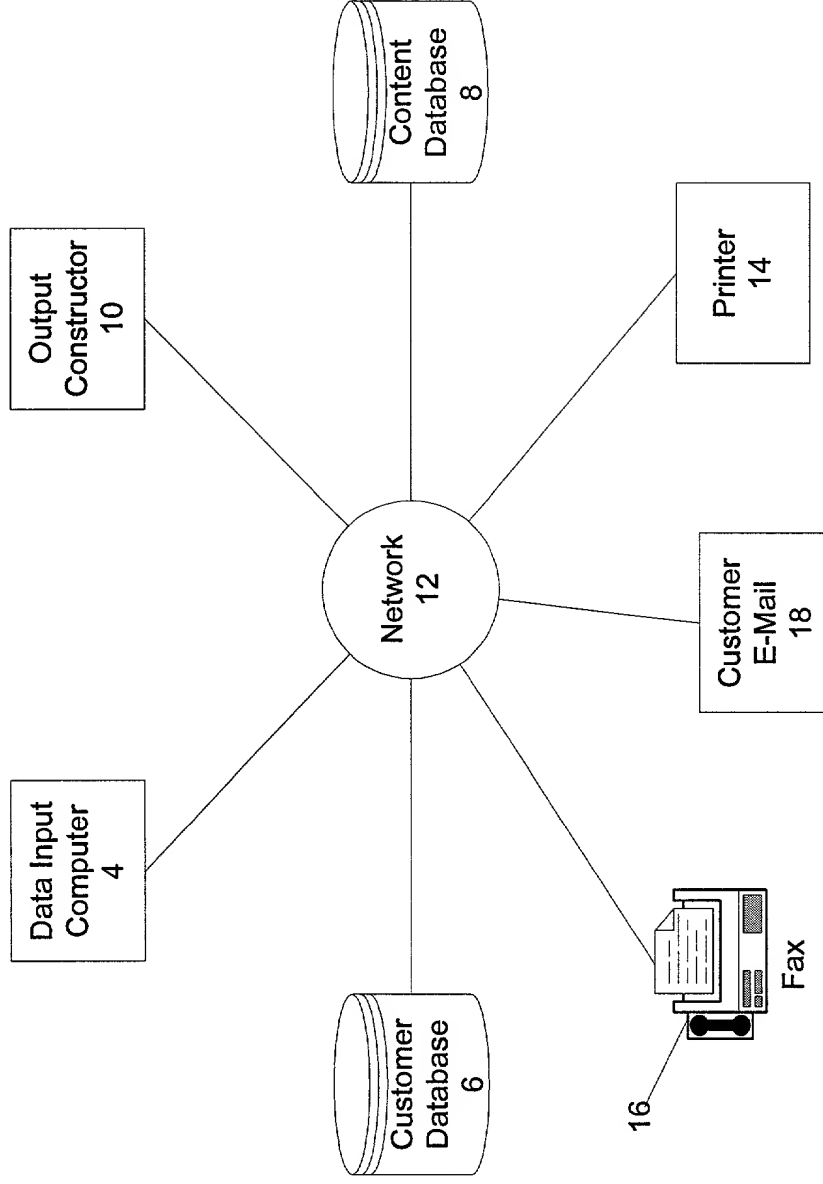 Data Input
Computer
4
Output
Constructor
10
Customer
Database
6
Network
12
Content
Database
8
16
Fax
Customer
E-Mail
18
Printer
14